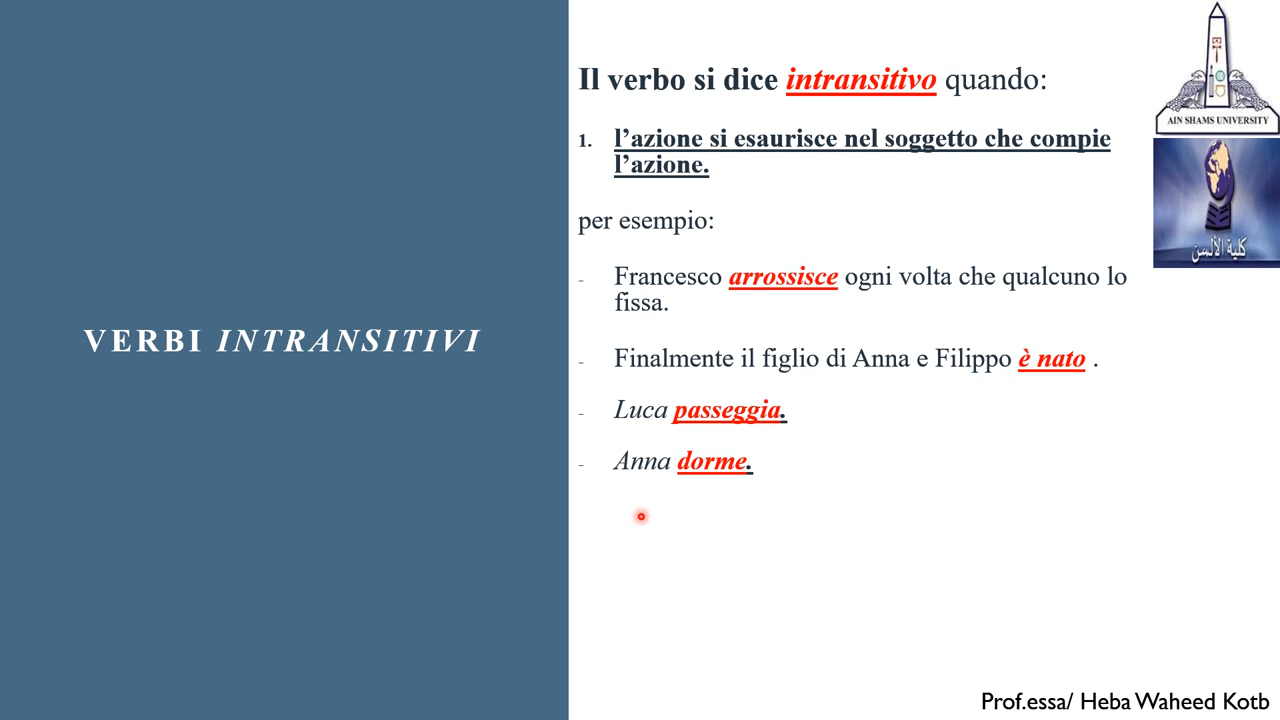 VERBI INTRANSITIVI
Il verbo si dice intransitivo quando:
1. l’azione si esaurisce nel soggetto che compie
l’azione.
per esempio:
- Francesco arrossisce ogni volta che qualcuno lo
fissa.
- Finalmente il figlio di Anna e Filippo è nato .
- Luca passeggia.
- Anna dorme.
AIN SHAMS UNIVERSITY
كلية الألسن
Prof.essa/ Heba Waheed Kotb